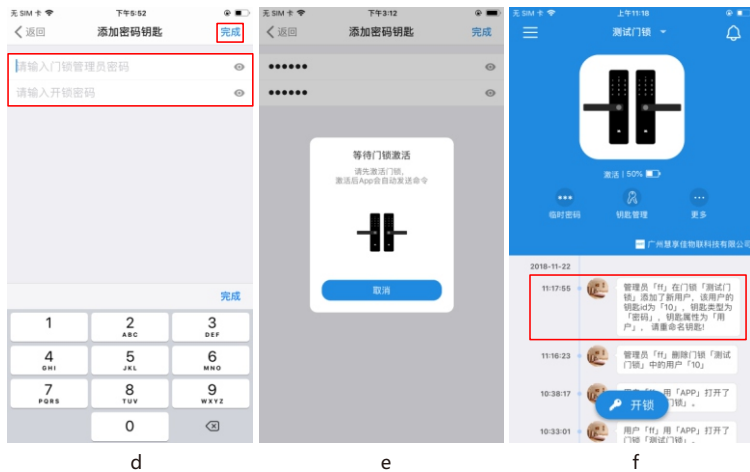 无 SIM 卡
下午5:52
返回
添加密码钥匙
完成
请输入门锁管理员密码
请输入开锁密码
完成
1
2
ABC
3
DEF
4
GHI
5
JKL
6
MNO
7
PQRS
8
TUV
9
WXYZ
0
d
无 SIM 卡
下午3:12
返回
添加密码钥匙
完成
等待门锁激活
请先激活门锁,
激活后App会自动发送命令
取消
e
无 SIM 卡
上午11:18
测试门锁
激活 | 50%
临时密码
钥匙管理
更多
广州慧享佳物联科技有限公司
2018-11-22
11:17:55
管理员「ff」在门锁「测试门
锁」添加了新用户，该用户的
钥匙id为「10」，钥匙类型为
「密码」，钥匙属性为「用
户」，请重命名钥匙!
11:16:23
管理员「ff」删除门锁「测试
门锁」中的用户「10」
10:38:17
用「APP」打开了
门锁」。
开锁
10:33:01
用户「ff」用「APP」打开了
门锁「测试门锁」。
f